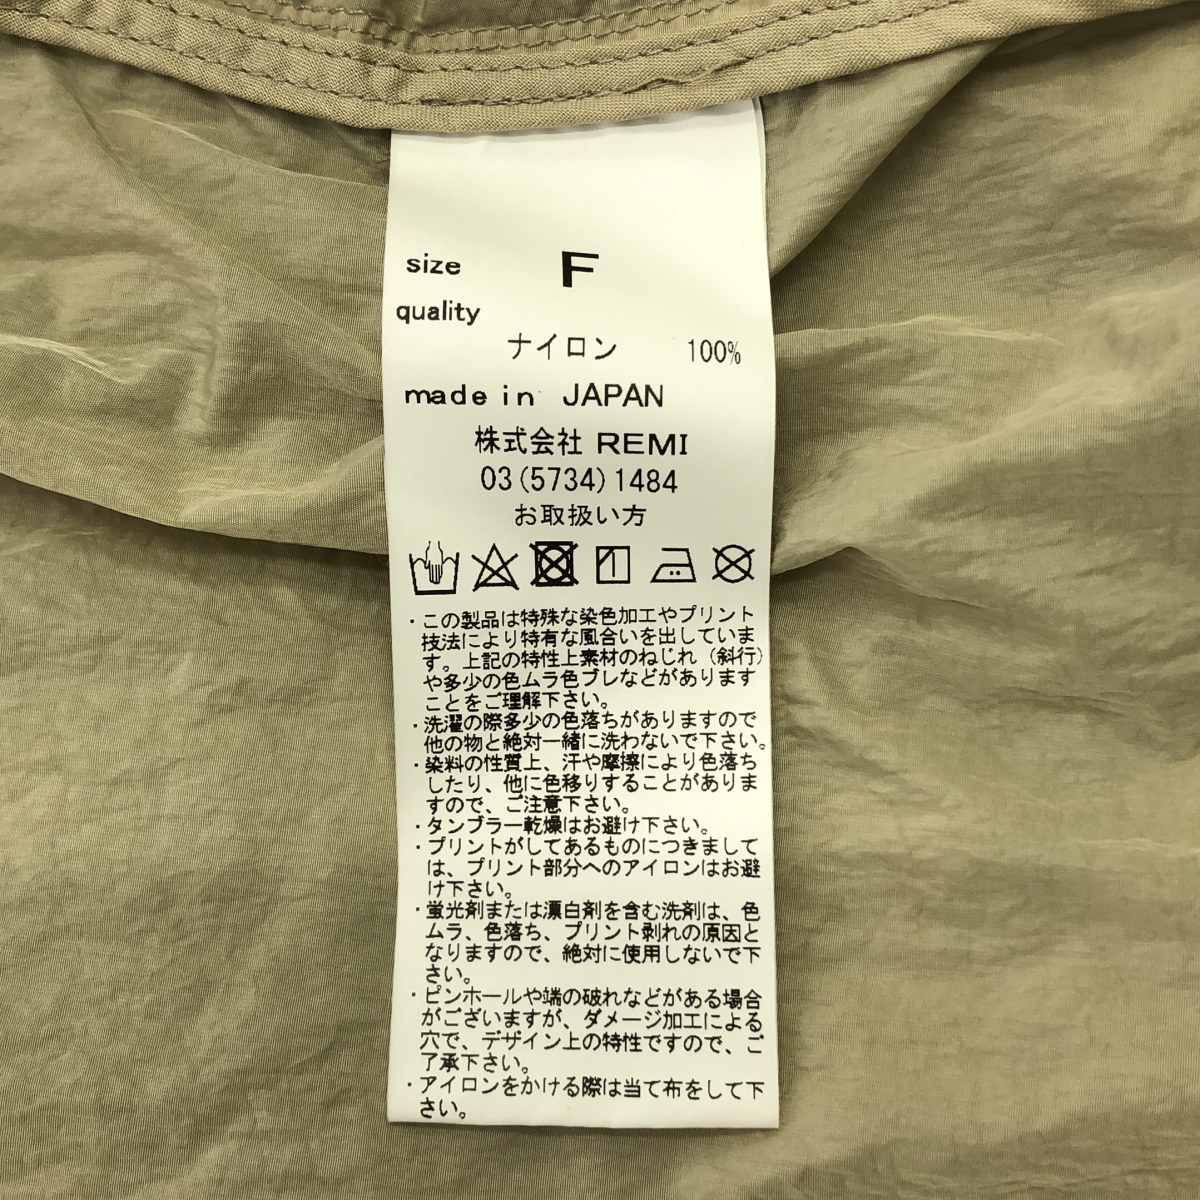 size F
quality
ナイロン 100%
made in JAPAN
株式会社 REMI
03(5734)1484
お取扱い方
・この製品は特殊な染色加工やプリント
技法により特有な風合いを出していま
す。上記の特性上素材のねじれ（斜行）
や多少の色ムラ色ブレなどがあります
ことをご理解下さい。
・洗濯の際多少の色落ちがありますので
他の物と絶対一緒に洗わないで下さい。
・染料の性質上、汗や摩擦により色落ち
したり、他に色移りすることがありま
すので、ご注意下さい。
・タンブラー乾燥はお避け下さい。
・プリントがしてあるものにつきまして
は、プリント部分へのアイロンはお避
け下さい。
・蛍光剤または漂白剤を含む洗剤は、色
ムラ、色落ち、プリント剥れの原因と
なりますので、絶対に使用しないで下
さい。
・ピンホールや端の破れなどがある場合
がございますが、ダメージ加工による
穴で、デザイン上の特性ですので、ご
了承下さい。
・アイロンをかける際は当て布をして下
さい。